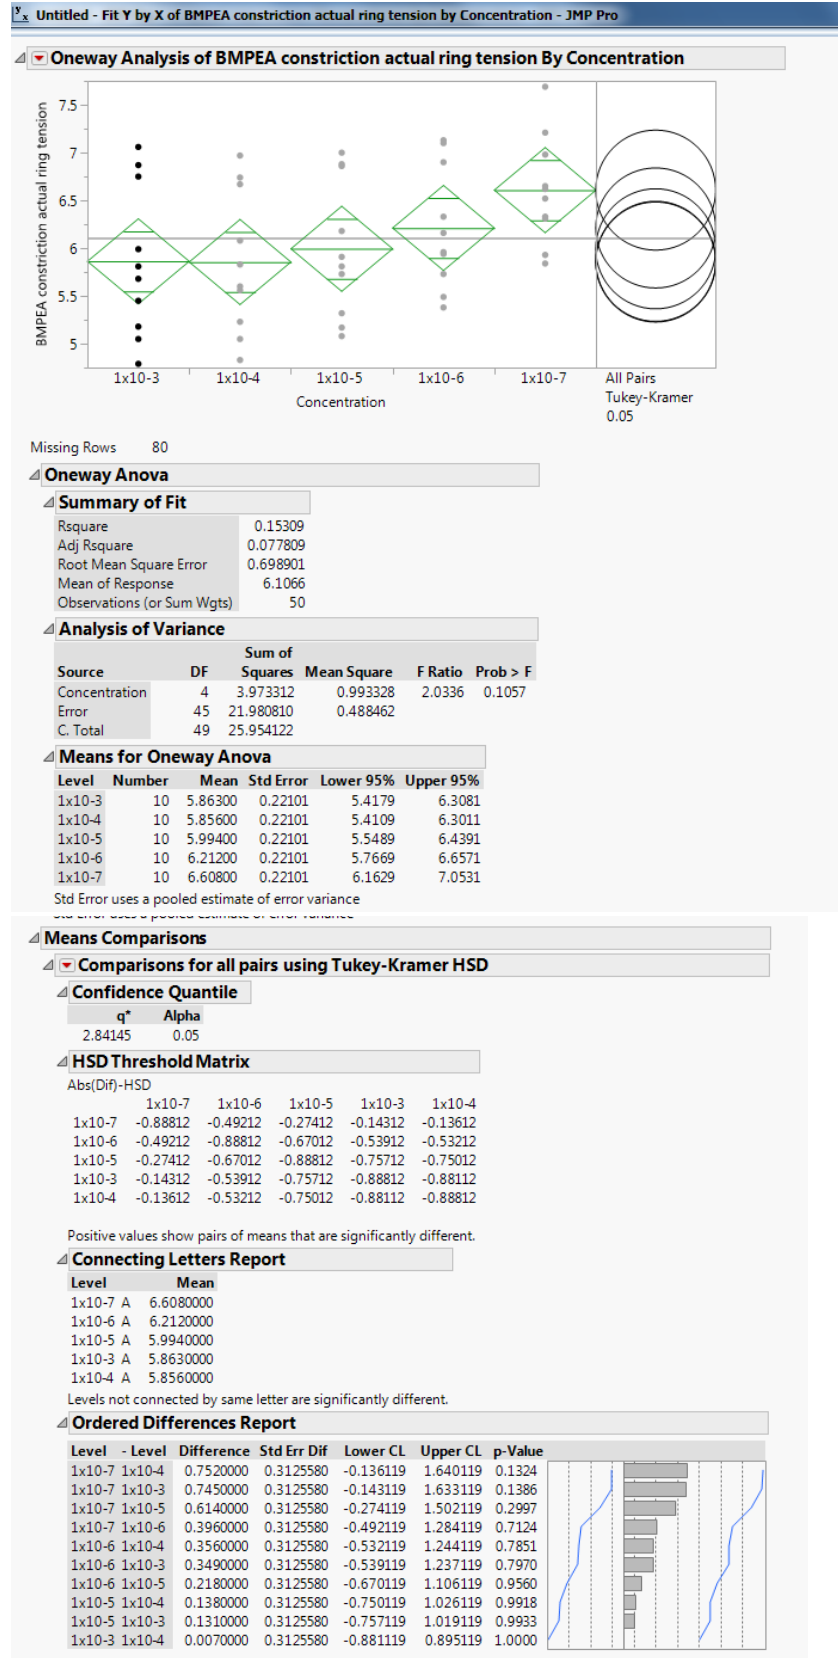 Untitled - Fit Y by X of BMPEA constriction actual ring tension by Concentration - JMP Pro
Oneway Analysis of BMPEA constriction actual ring tension By Concentration
BMPEA constriction actual ring tension
7.5
7
6.5
6
5.5
5
1x10-3 1x10-4 1x10-5 1x10-6 1x10-7
Concentration
All Pairs
Tukey-Kramer
0.05
Missing Rows 80
Oneway Anova
Summary of Fit
Rsquare 0.15309
Adj Rsquare 0.077809
Root Mean Square Error 0.698901
Mean of Response 6.1066
Observations (or Sum Wgts) 50
Analysis of Variance
Sum of
Source DF Squares Mean Square F Ratio Prob > F
Concentration 4 3.973312 0.993328 2.0336 0.1057
Error 45 21.980810 0.488462
C. Total 49 25.954122
Means for Oneway Anova
Level Number Mean Std Error Lower 95% Upper 95%
1x10-3 10 5.86300 0.22101 5.4179 6.3081
1x10-4 10 5.85600 0.22101 5.4109 6.3011
1x10-5 10 5.99400 0.22101 5.5489 6.4391
1x10-6 10 6.21200 0.22101 5.7669 6.6571
1x10-7 10 6.60800 0.22101 6.1629 7.0531
Std Error uses a pooled estimate of error variance
Std Error uses a pooled estimate of error variance
Means Comparisons
Comparisons for all pairs using Tukey-Kramer HSD
Confidence Quantile
q* Alpha
2.84145 0.05
HSD Threshold Matrix
Abs(Dif)-HSD
1x10-7 1x10-6 1x10-5 1x10-3 1x10-4
1x10-7 -0.88812 -0.49212 -0.27412 -0.14312 -0.13612
1x10-6 -0.49212 -0.88812 -0.67012 -0.53912 -0.53212
1x10-5 -0.27412 -0.67012 -0.88812 -0.75712 -0.75012
1x10-3 -0.14312 -0.53912 -0.75712 -0.88812 -0.88112
1x10-4 -0.13612 -0.53212 -0.75012 -0.88112 -0.88812
Positive values show pairs of means that are significantly different.
Connecting Letters Report
Level Mean
1x10-7 A 6.6080000
1x10-6 A 6.2120000
1x10-5 A 5.9940000
1x10-3 A 5.8630000
1x10-4 A 5.8560000
Levels not connected by same letter are significantly different.
Ordered Differences Report
Level - Level Difference Std Err Dif Lower CL Upper CL p-Value
1x10-7 1x10-4 0.7520000 0.3125580 -0.136119 1.640119 0.1324
1x10-7 1x10-3 0.7450000 0.3125580 -0.143119 1.633119 0.1386
1x10-7 1x10-5 0.6140000 0.3125580 -0.274119 1.502119 0.2997
1x10-7 1x10-6 0.3960000 0.3125580 -0.492119 1.284119 0.7124
1x10-6 1x10-4 0.3560000 0.3125580 -0.532119 1.244119 0.7851
1x10-6 1x10-3 0.3490000 0.3125580 -0.539119 1.237119 0.7970
1x10-6 1x10-5 0.2180000 0.3125580 -0.670119 1.106119 0.9560
1x10-5 1x10-4 0.1380000 0.3125580 -0.750119 1.026119 0.9918
1x10-5 1x10-3 0.1310000 0.3125580 -0.757119 1.019119 0.9933
1x10-3 1x10-4 0.0070000 0.3125580 -0.881119 0.895119 1.0000